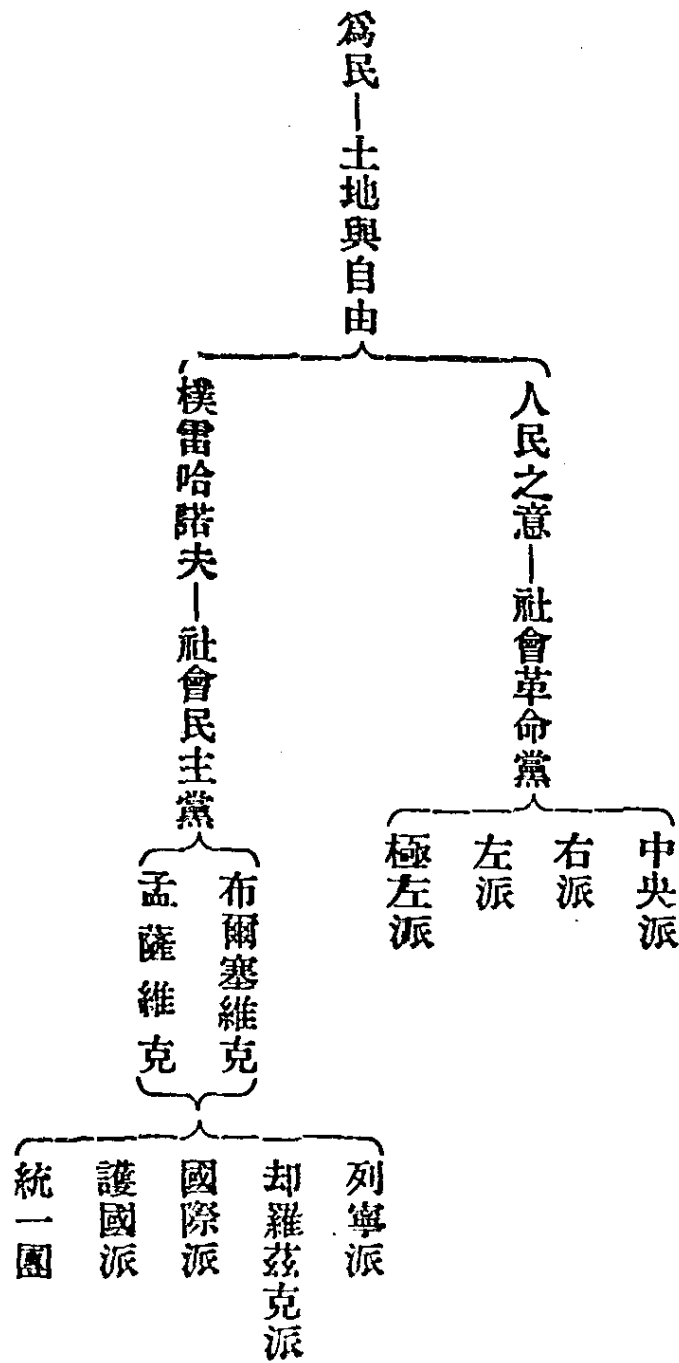 爲民—土地與自由
人民之意—社會革命黨
中央派
右派
左派
極左派
樸雷哈諾夫—社會民主黨
布爾塞維克
孟薩維克
列寧派
却羅茲克派
國際派
護國派
統一團